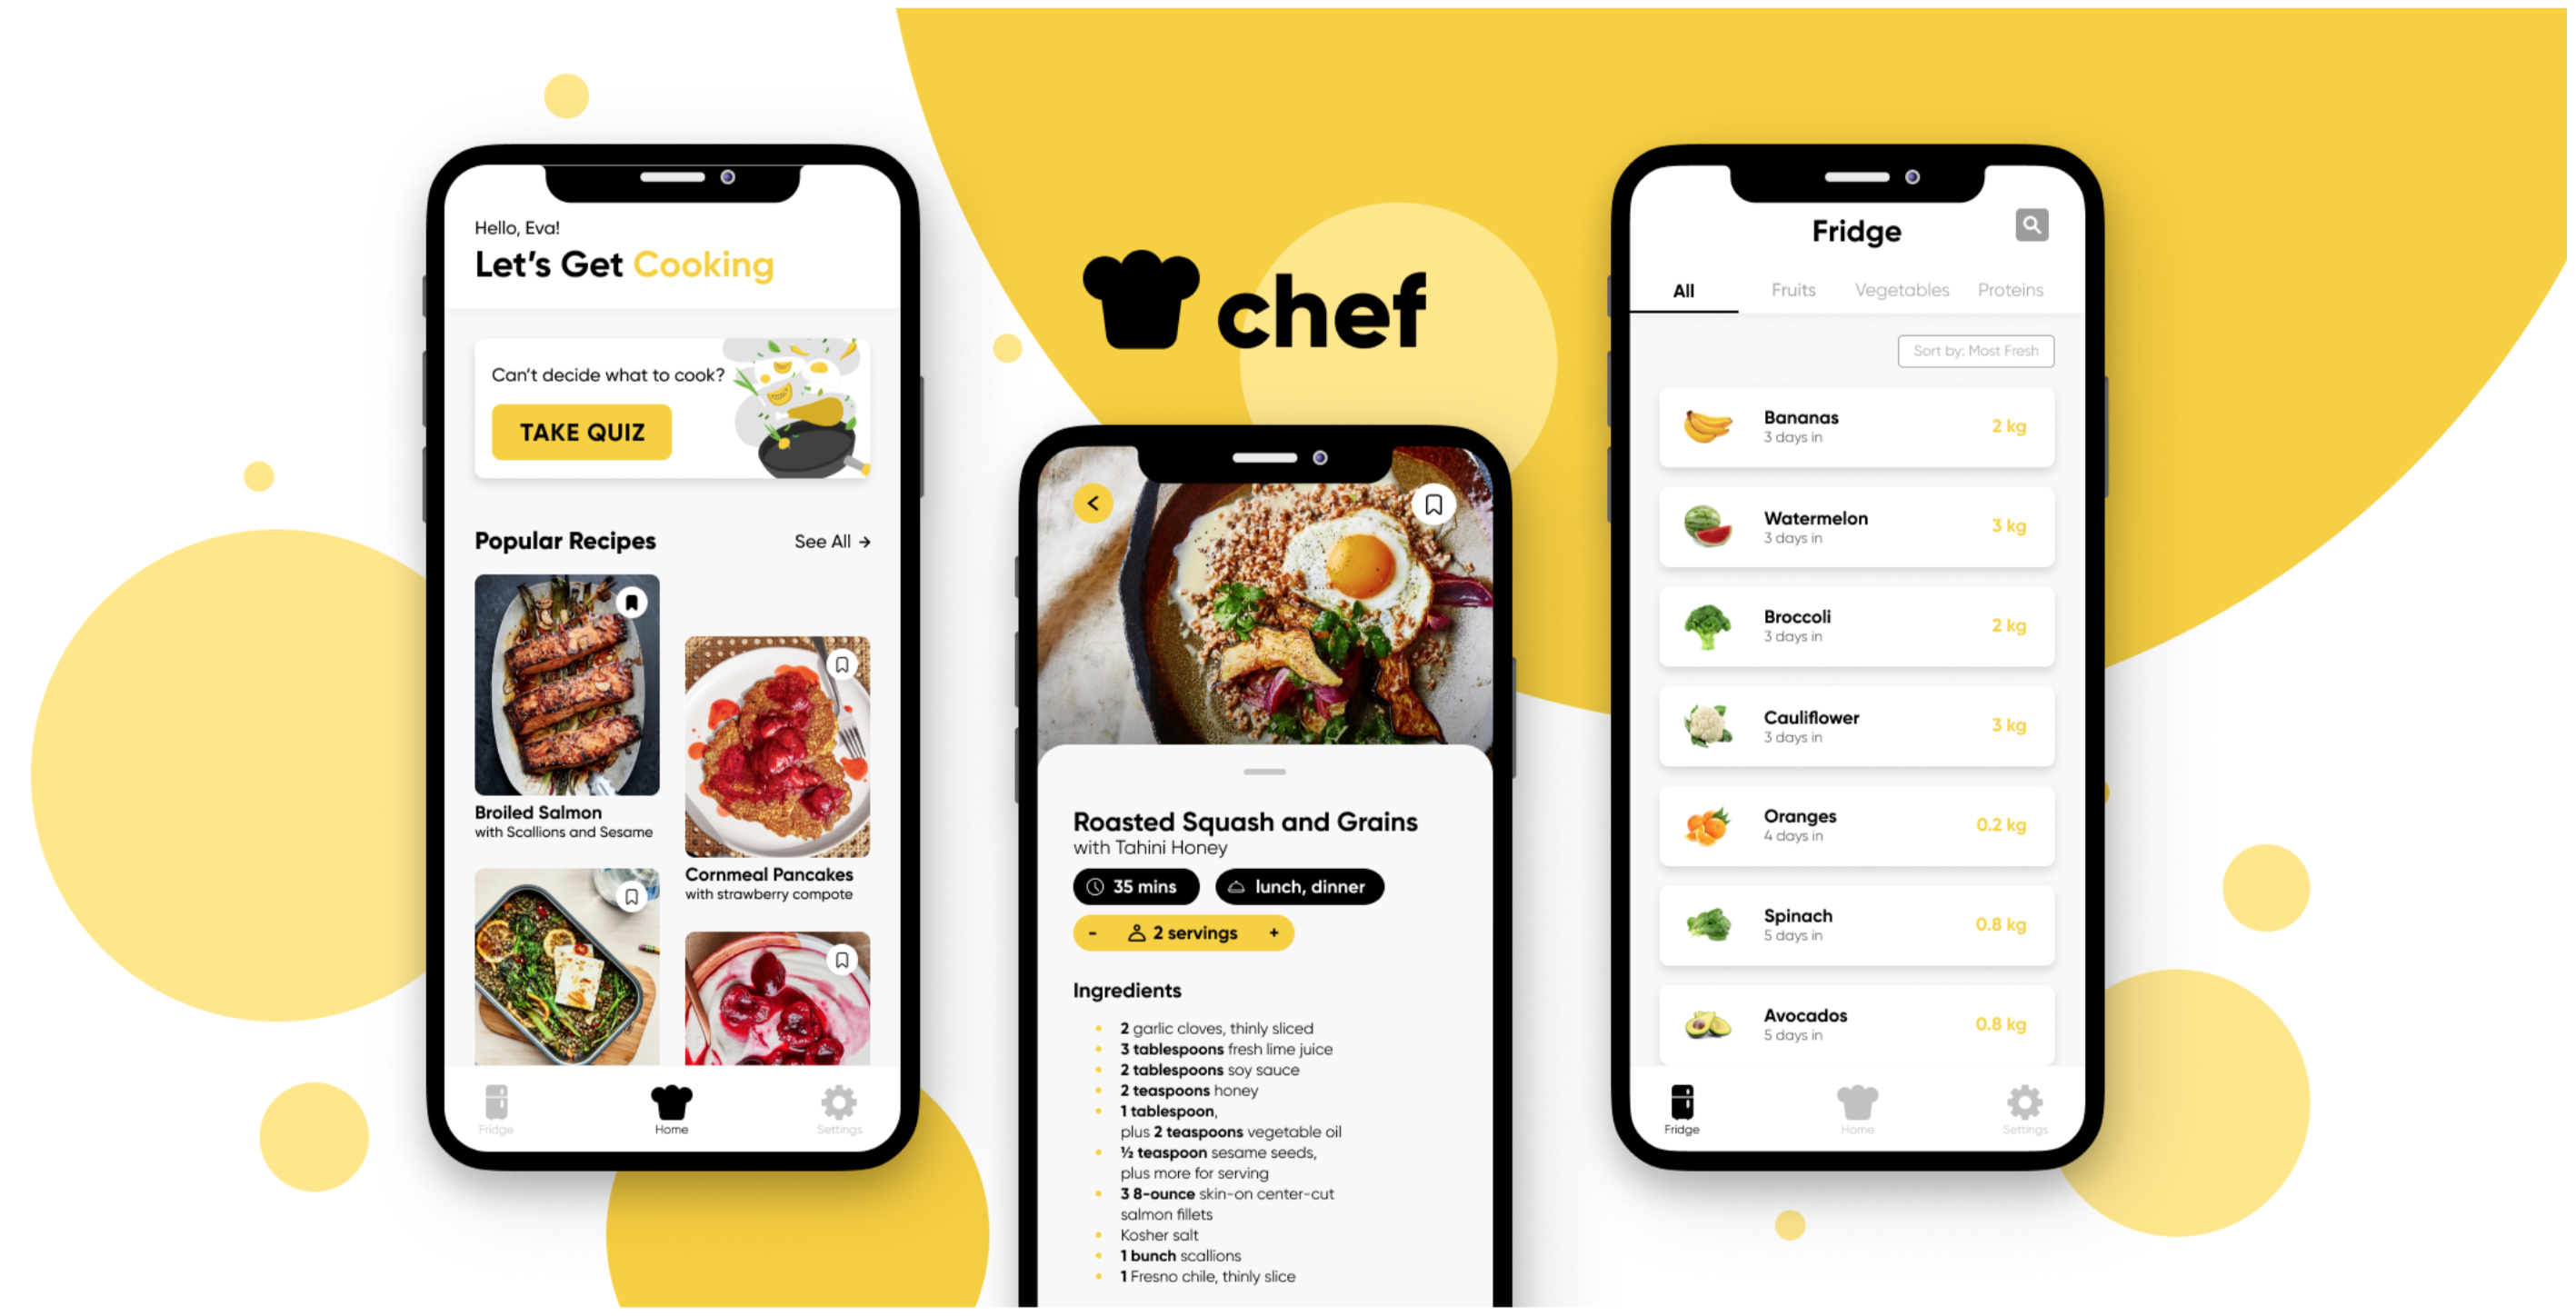 Hello, Eva!
Let's Get Cooking
Can't decide what to cook?
TAKE QUIZ
Popular Recipes
See All →
Broiled Salmon
with Scallions and Sesame
Cornmeal Pancakes
with strawberry compote
Fridge
Home
Settings
chef
<
Roasted Squash and Grains
with Tahini Honey
35 mins
lunch, dinner
- 2 servings +
Ingredients
• 2 garlic cloves, thinly sliced
• 3 tablespoons fresh lime juice
• 2 tablespoons soy sauce
• 2 teaspoons honey
• 1 tablespoon,
plus 2 teaspoons vegetable oil
• ½ teaspoon sesame seeds,
plus more for serving
• 3 8-ounce skin-on center-cut
salmon fillets
• Kosher salt
• 1 bunch scallions
• 1 Fresno chile, thinly slice
Fridge
All
Fruits
Vegetables
Proteins
Sort by: Most Fresh
Bananas
3 days in
2 kg
Watermelon
3 days in
3 kg
Broccoli
3 days in
2 kg
Cauliflower
3 days in
3 kg
Oranges
4 days in
0.2 kg
Spinach
5 days in
0.8 kg
Avocados
5 days in
0.8 kg
Fridge
Home
Settings